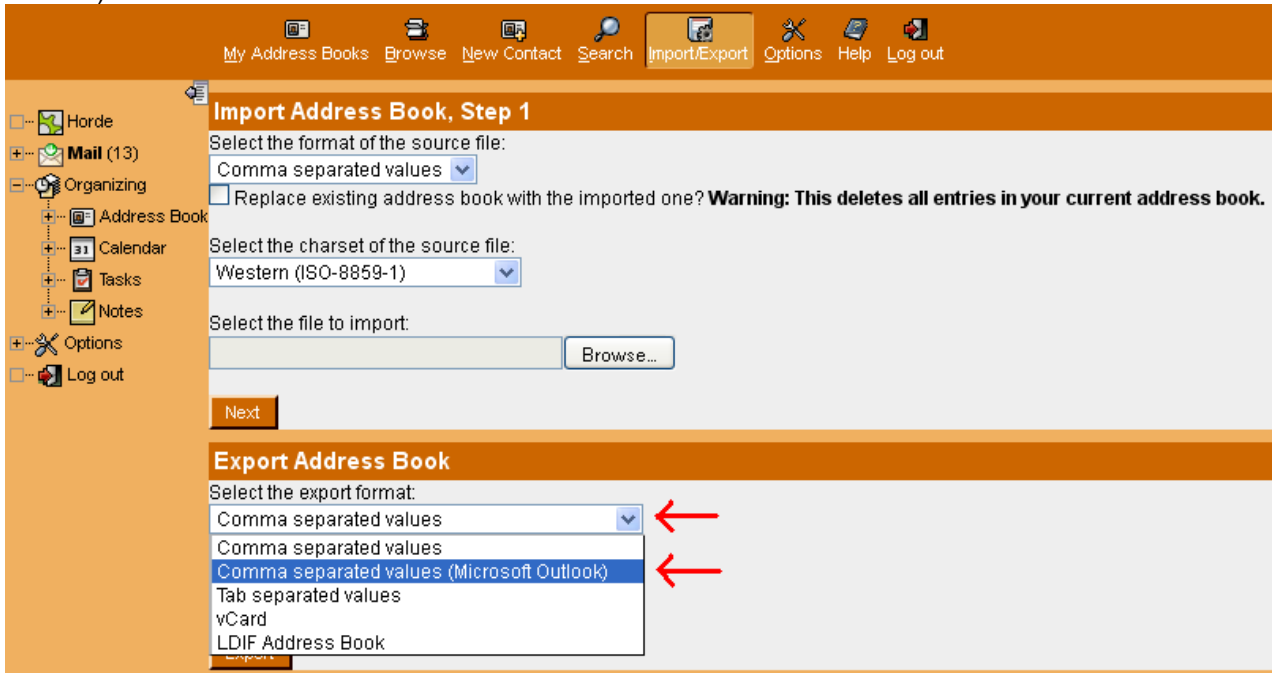 My Address Books Browse New Contact Search Import/Export Options Help Log out
Horde
Mail (13)
Organizing
Address Book
31 Calendar
Tasks
Notes
Options
Log out
Import Address Book, Step 1
Select the format of the source file:
Comma separated values
Replace existing address book with the imported one? Warning: This deletes all entries in your current address book.
Select the charset of the source file:
Western (ISO-8859-1)
Select the file to import:
Browse...
Next
Export Address Book
Select the export format:
Comma separated values
Comma separated values
Comma separated values (Microsoft Outlook)
Tab separated values
vCard
LDIF Address Book
Export